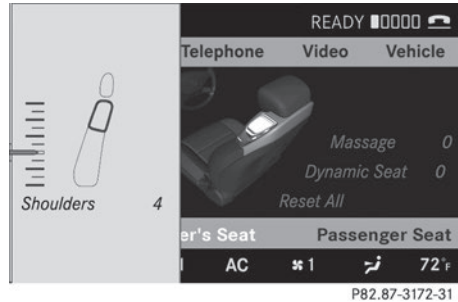 READY
Telephone Video Vehicle
Massage 0
Dynamic Seat 0
Shoulders 4
Reset All
er's Seat Passenger Seat
AC 1 72°F
P82.87-3172-31